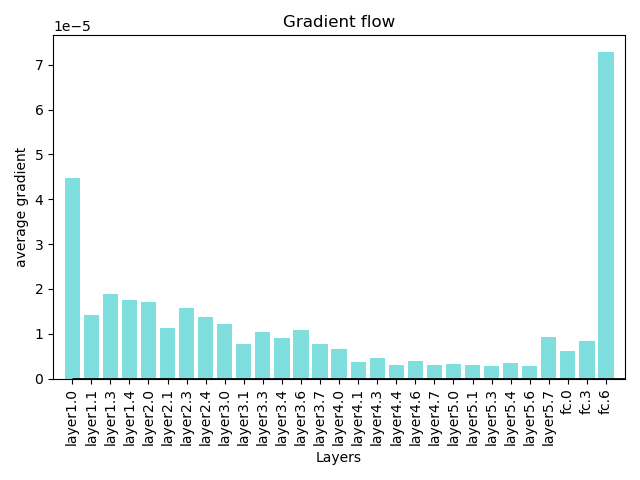 Gradient flow
1e−5
7
6
5
4
3
2
1
0
average gradient
layer1.0
layer1.1
layer1.3
layer1.4
layer2.0
layer2.1
layer2.3
layer2.4
layer3.0
layer3.1
layer3.3
layer3.4
layer3.6
layer3.7
layer4.0
layer4.1
layer4.3
layer4.4
layer4.6
layer4.7
layer5.0
layer5.1
layer5.3
layer5.4
layer5.6
layer5.7
fc.0
fc.3
fc.6
Layers